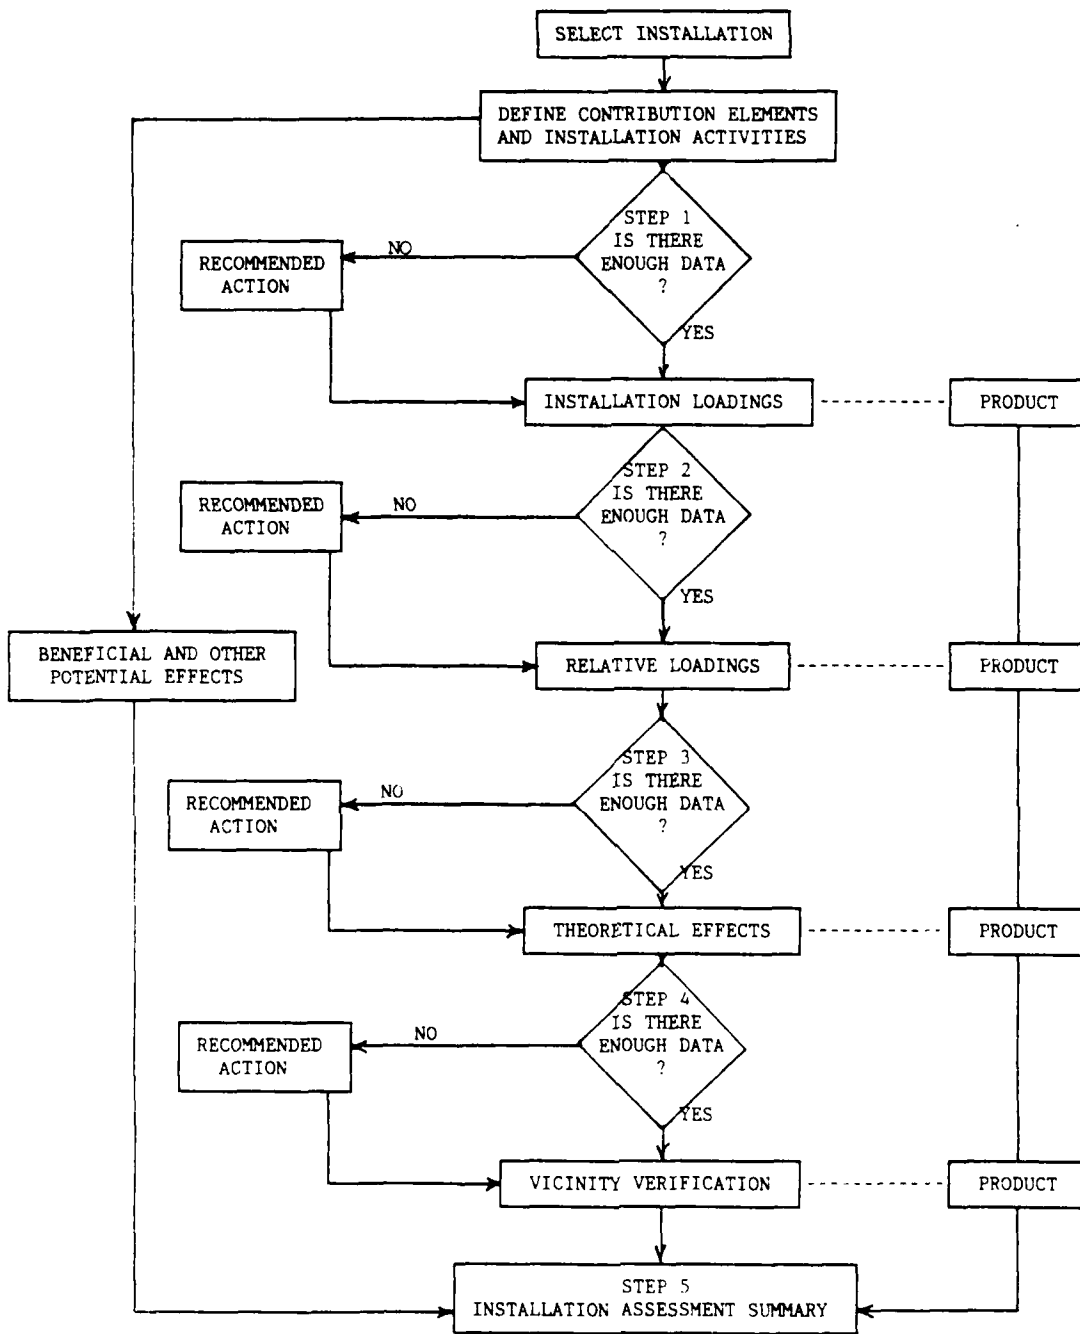 SELECT INSTALLATION
DEFINE CONTRIBUTION ELEMENTS
AND INSTALLATION ACTIVITIES
STEP 1
IS THERE
ENOUGH DATA
?
NO
RECOMMENDED
ACTION
YES
INSTALLATION LOADINGS
PRODUCT
STEP 2
IS THERE
ENOUGH DATA
?
NO
RECOMMENDED
ACTION
YES
BENEFICIAL AND OTHER
POTENTIAL EFFECTS
RELATIVE LOADINGS
PRODUCT
STEP 3
IS THERE
ENOUGH DATA
?
NO
RECOMMENDED
ACTION
YES
THEORETICAL EFFECTS
PRODUCT
STEP 4
IS THERE
ENOUGH DATA
?
NO
RECOMMENDED
ACTION
YES
VICINITY VERIFICATION
PRODUCT
STEP 5
INSTALLATION ASSESSMENT SUMMARY